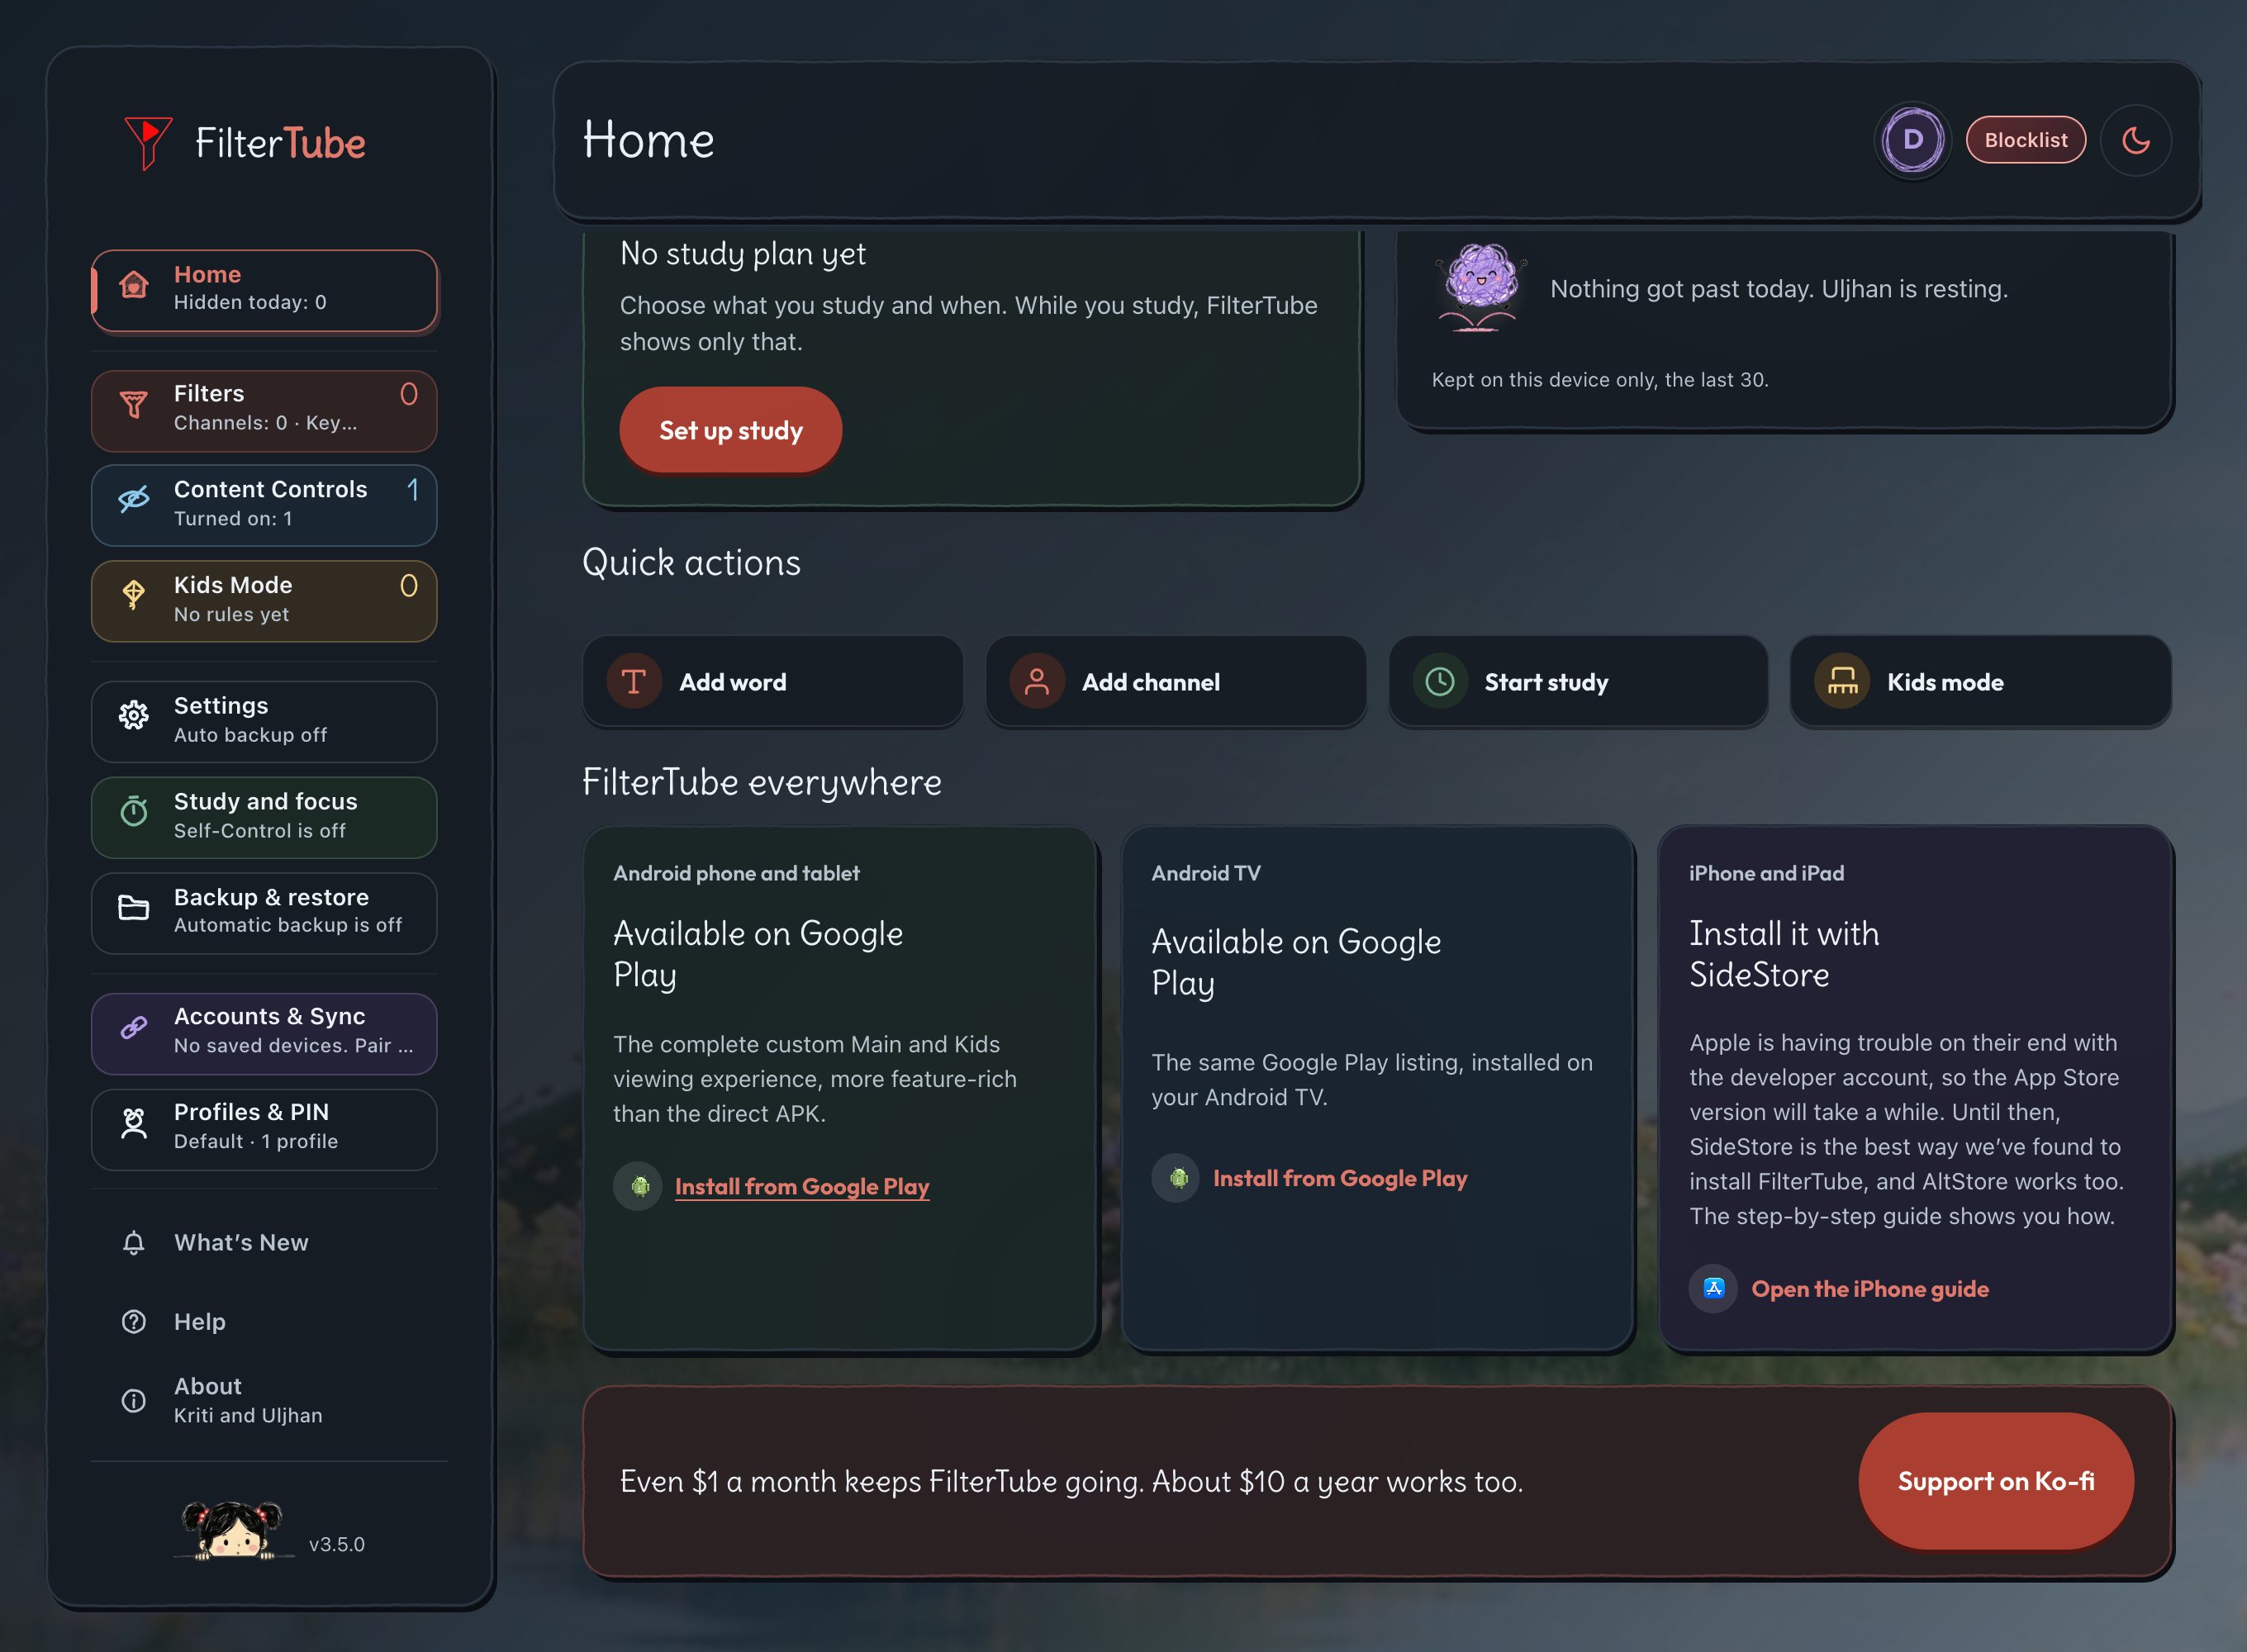 FilterTube
Home
Hidden today: 0
Filters
0
Channels: 0 · Key...
Content Controls
1
Turned on: 1
Kids Mode
0
No rules yet
Settings
Auto backup off
Study and focus
Self-Control is off
Backup & restore
Automatic backup is off
Accounts & Sync
No saved devices. Pair ...
Profiles & PIN
Default · 1 profile
What's New
Help
About
Kriti and Uljhan
v3.5.0
Home
D
Blocklist
No study plan yet
Choose what you study and when. While you study, FilterTube
shows only that.
Set up study
Nothing got past today. Uljhan is resting.
Kept on this device only, the last 30.
Quick actions
Add word
Add channel
Start study
Kids mode
FilterTube everywhere
Android phone and tablet
Available on Google
Play
The complete custom Main and Kids
viewing experience, more feature-rich
than the direct APK.
Install from Google Play
Android TV
Available on Google
Play
The same Google Play listing, installed on
your Android TV.
Install from Google Play
iPhone and iPad
Install it with
SideStore
Apple is having trouble on their end with
the developer account, so the App Store
version will take a while. Until then,
SideStore is the best way we've found to
install FilterTube, and AltStore works too.
The step-by-step guide shows you how.
Open the iPhone guide
Even $1 a month keeps FilterTube going. About $10 a year works too.
Support on Ko-fi